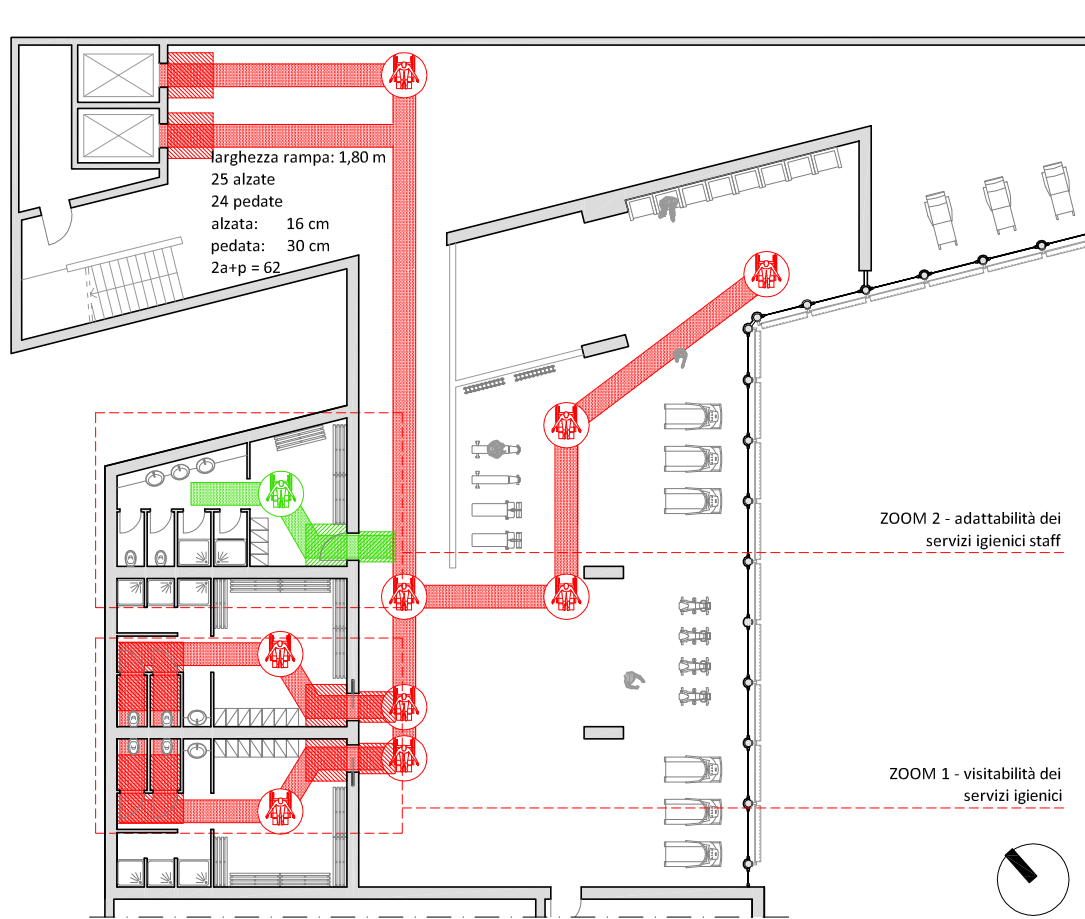 larghezza rampa: 1,80 m
25 alzate
24 pedate
alzata: 16 cm
pedata: 30 cm
2a+p = 62
ZOOM 2 - adattabilità dei
servizi igienici staff
ZOOM 1 - visitabilità dei
servizi igienici